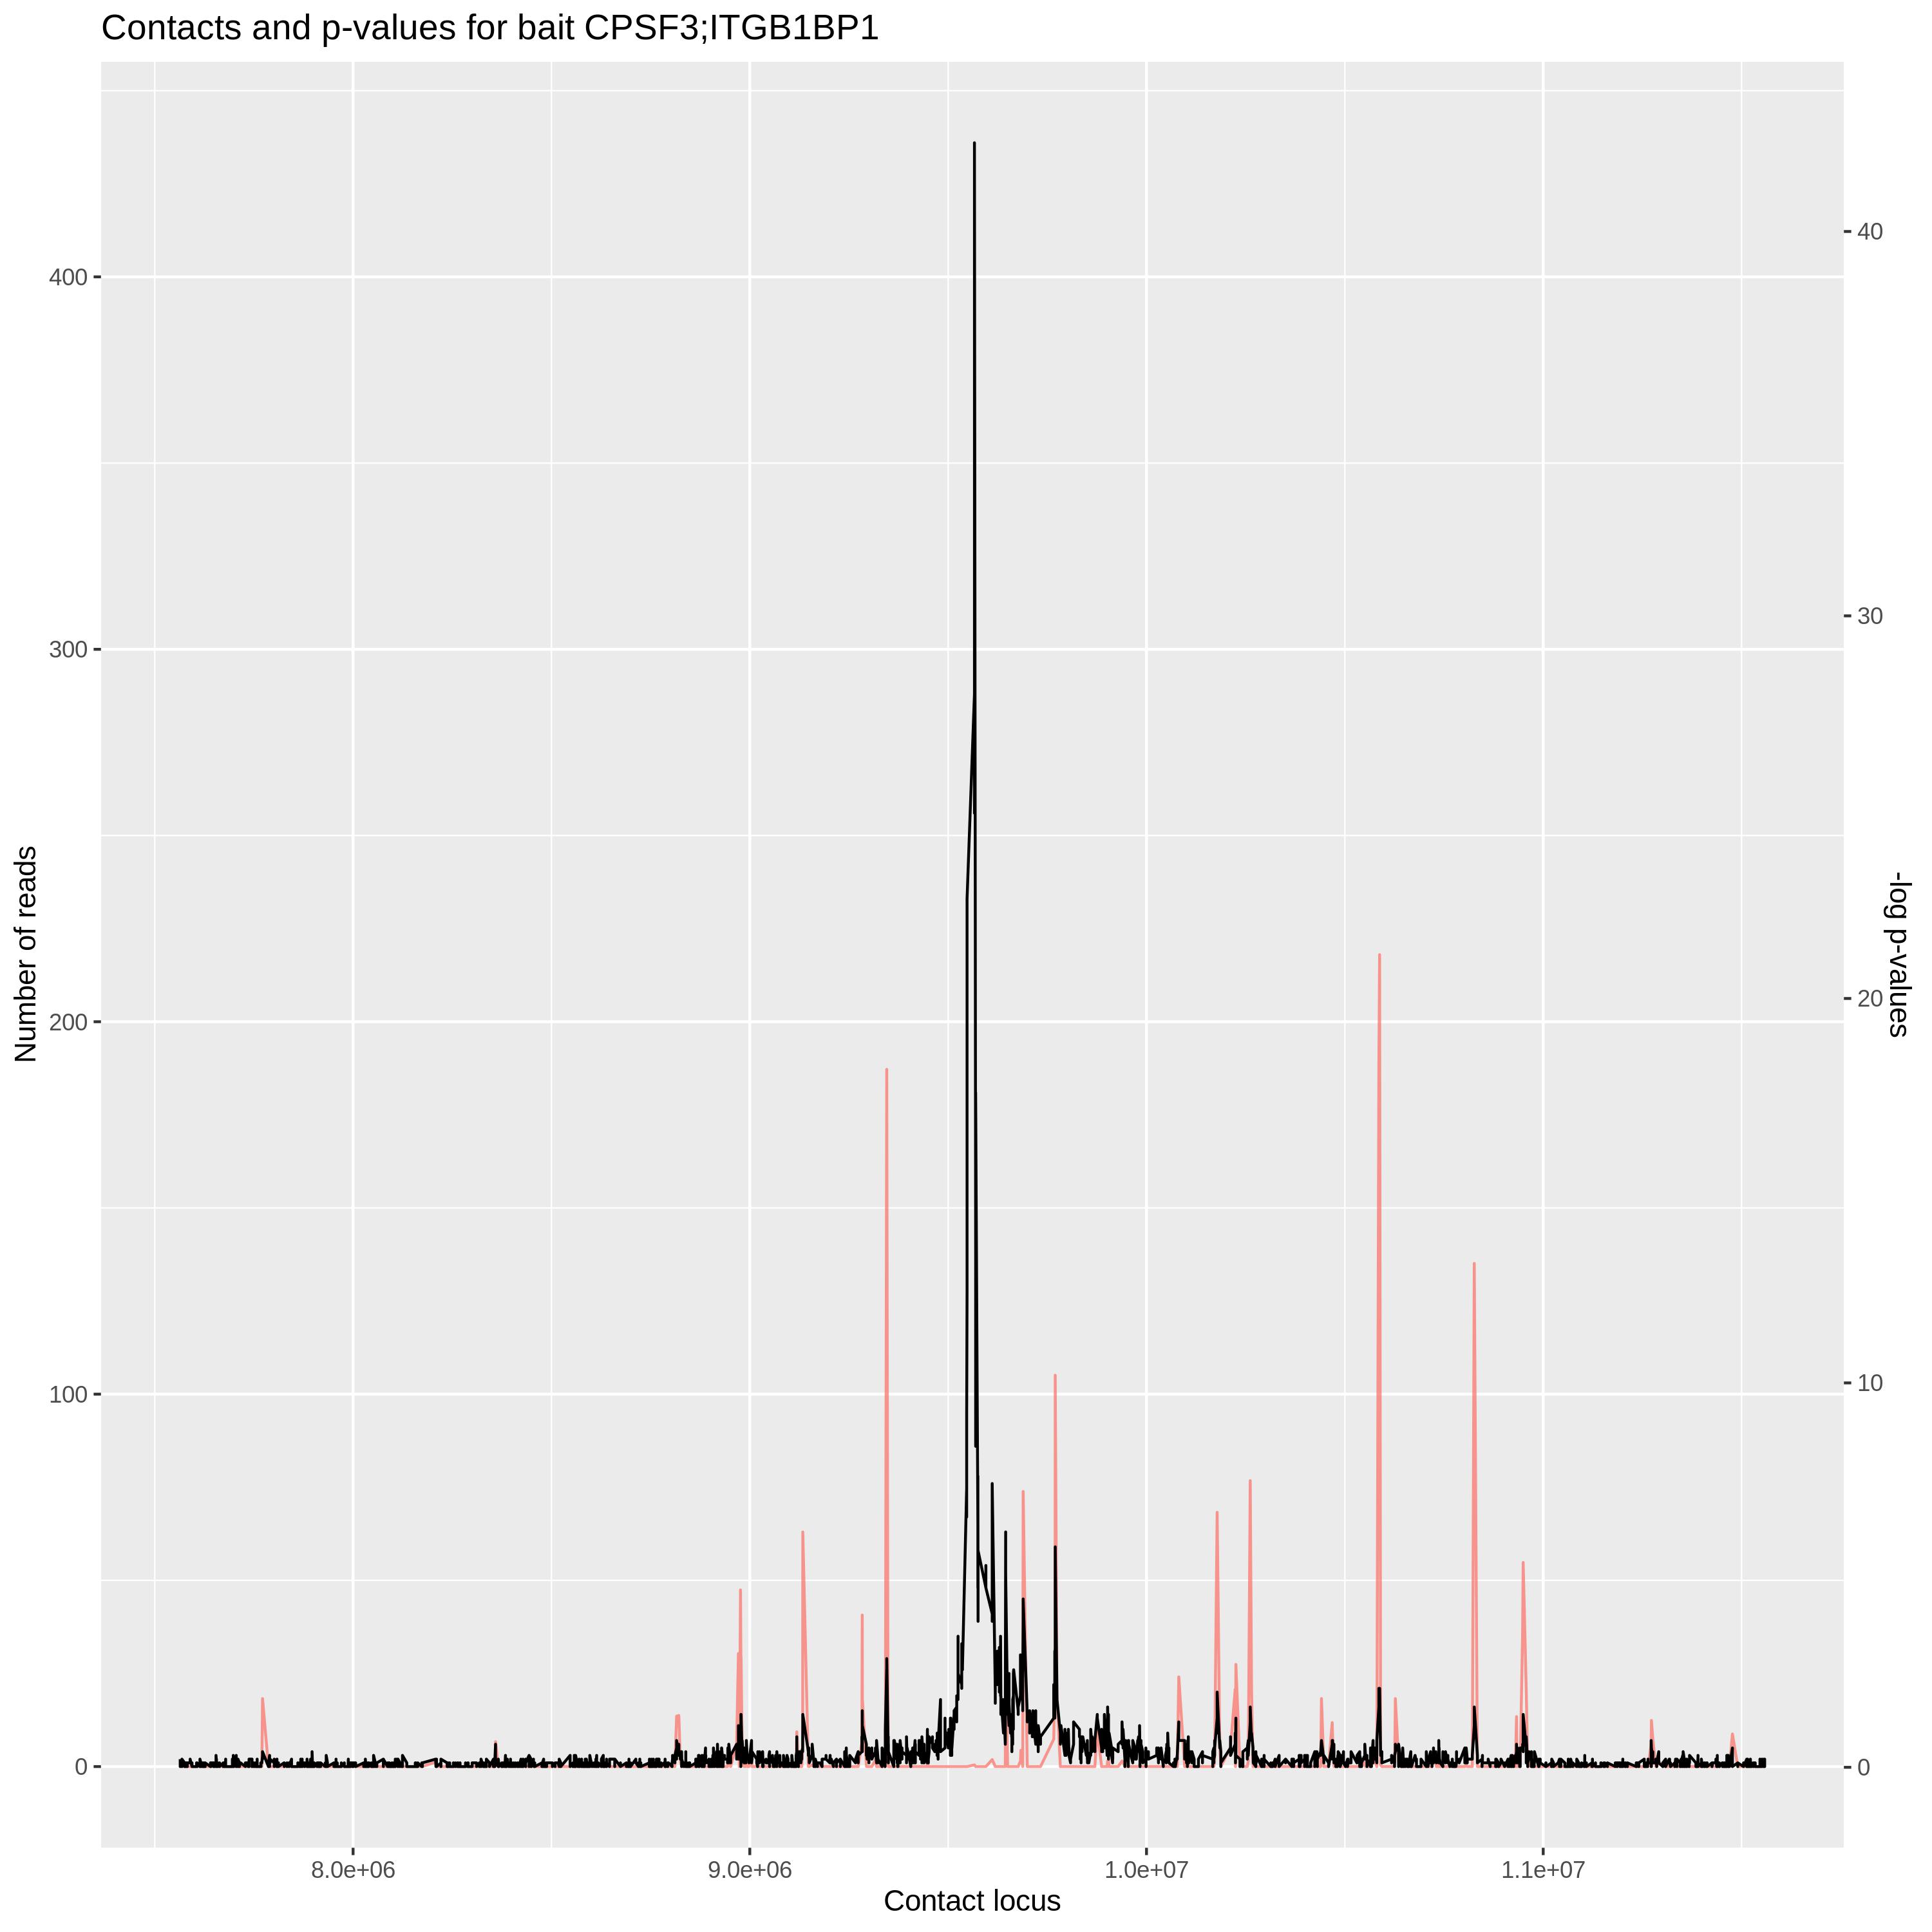 Contacts and p-values for bait CPSF3;ITGB1BP1
400
300
200
100
0
Number of reads
40
30
20
10
0
-log p-values
8.0e+06 9.0e+06 1.0e+07 1.1e+07
Contact locus